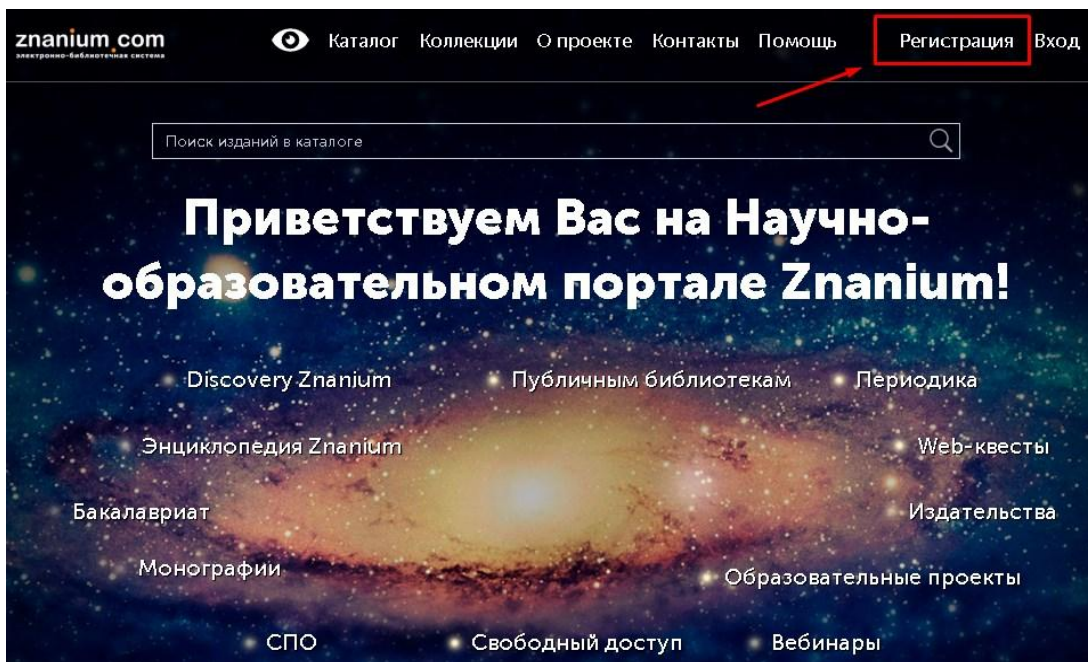 znanium.com
электронно-библиотечная система
Каталог Коллекции О проекте Контакты Помощь Регистрация Вход
Поиск изданий в каталоге
Приветствуем Вас на Научно-
образовательном портале Znanium!
Discovery Znanium Публичным библиотекам Периодика
Энциклопедия Znanium Web-квесты
Бакалавриат Издательства
Монографии Образовательные проекты
СПО Свободный доступ Вебинары